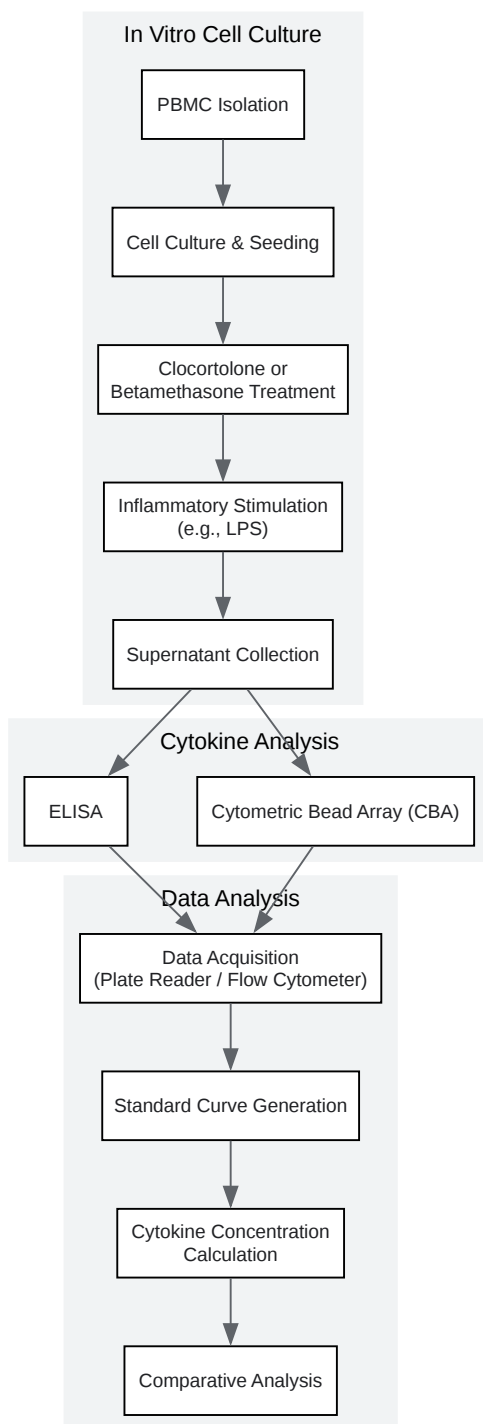 In Vitro Cell Culture
PBMC Isolation
Cell Culture & Seeding
Clocortolone or
Betamethasone Treatment
Inflammatory Stimulation
(e.g., LPS)
Supernatant Collection
Cytokine Analysis
ELISA
Cytometric Bead Array (CBA)
Data Analysis
Data Acquisition
(Plate Reader / Flow Cytometer)
Standard Curve Generation
Cytokine Concentration
Calculation
Comparative Analysis